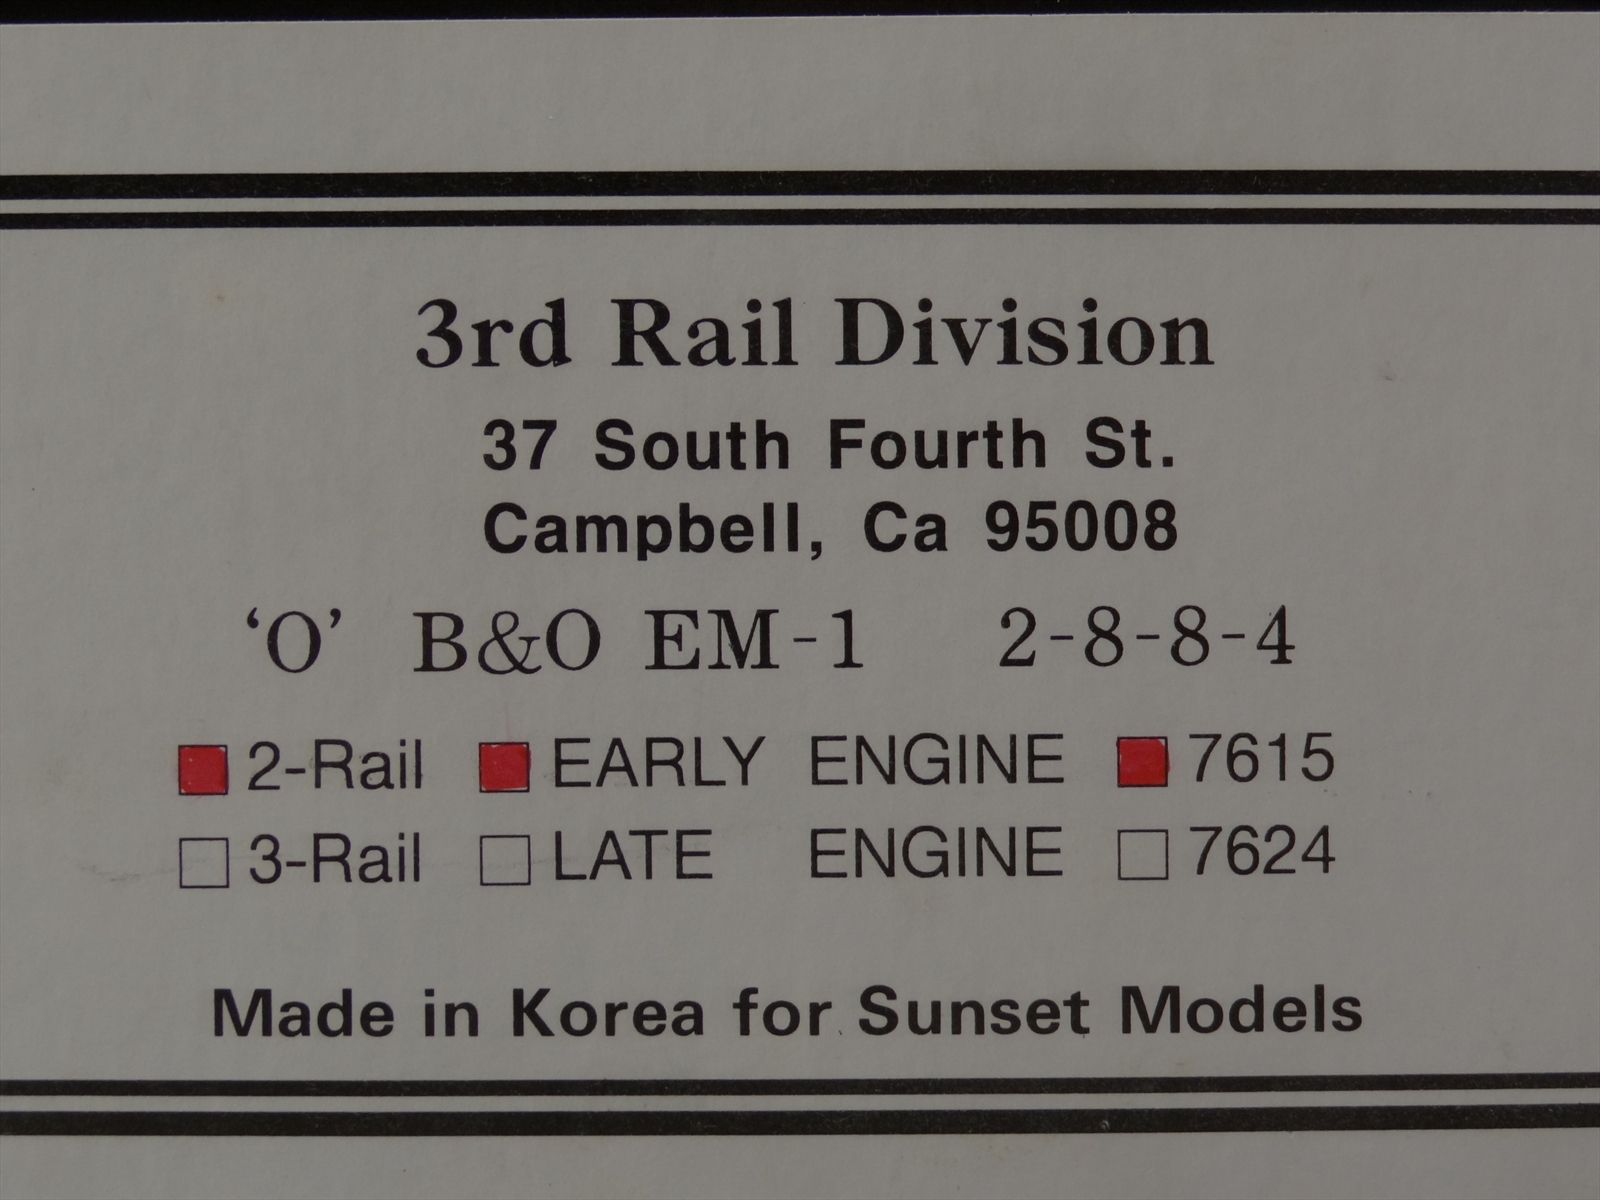 3rd Rail Division
37 South Fourth St.
Campbell, Ca 95008
‘O’ B&O EM-1 2-8-8-4
2-Rail EARLY ENGINE 7615
3-Rail LATE ENGINE 7624
Made in Korea for Sunset Models